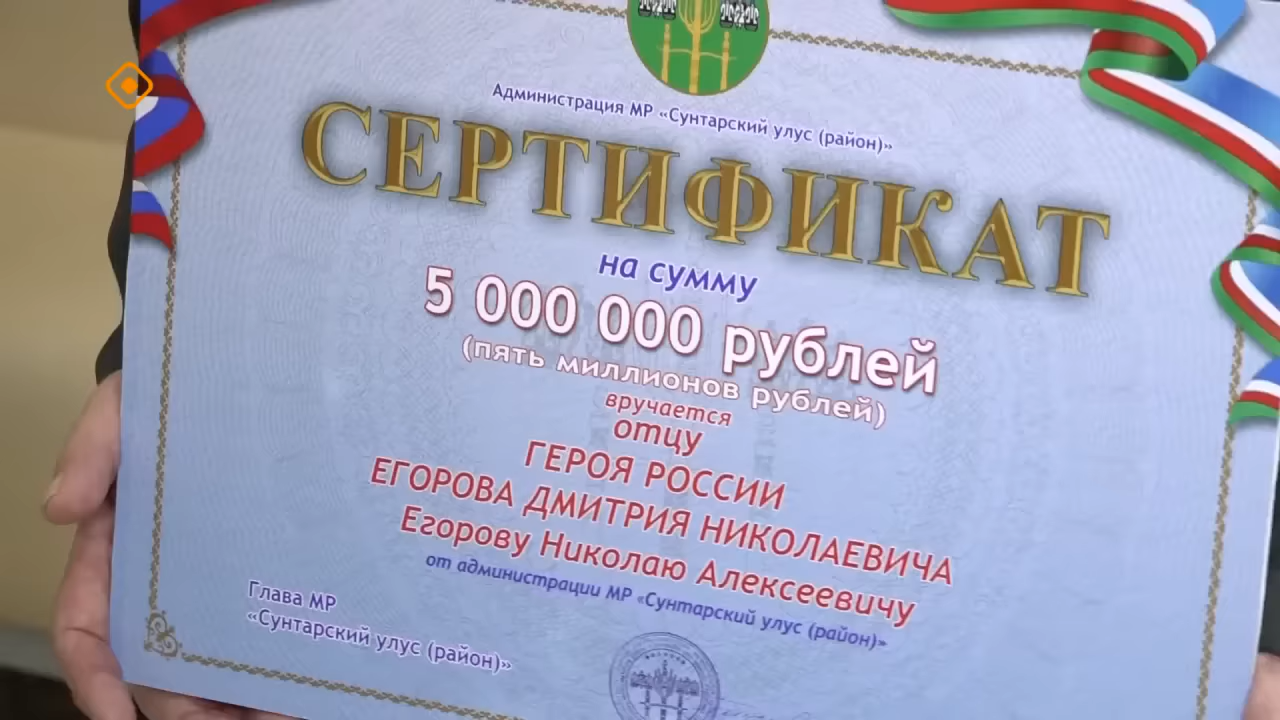 Администрация МР «Сунтарский улус (район)»
СЕРТИФИКАТ
на сумму
5 000 000 рублей
(пять миллионов рублей)
вручается
отцу
ГЕРОЯ РОССИИ
ЕГОРОВА ДМИТРИЯ НИКОЛАЕВИЧА
Егорову Николаю Алексеевичу
от администрации МР «Сунтарский улус (район)»
Глава МР
«Сунтарский улус (район)»